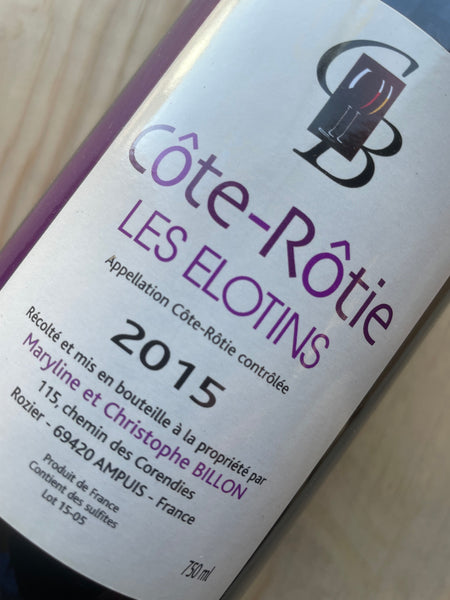 CB
Côte-Rôtie
LES ELOTINS
Appellation Côte-Rôtie contrôlée
2015
Récolté et mis en bouteille à la propriété par
Maryline et Christophe BILLON
115, chemin des Corendies
Rozier - 69420 AMPUIS - France
Produit de France
Contient des sulfites
Lot 15-05
750 ml